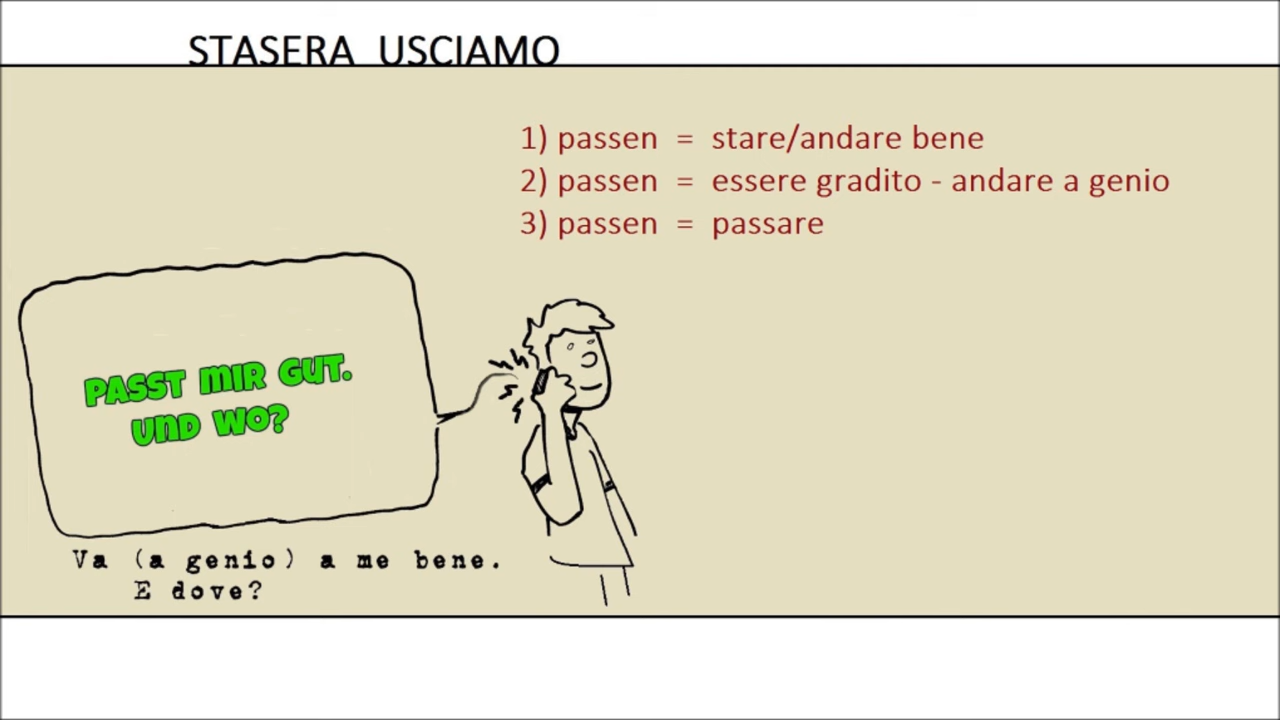 STASERA USCIAMO
1) passen = stare/andare bene
2) passen = essere gradito - andare a genio
3) passen = passare
PASST MIR GUT.
UND WO?
Va (a genio) a me bene.
E dove?